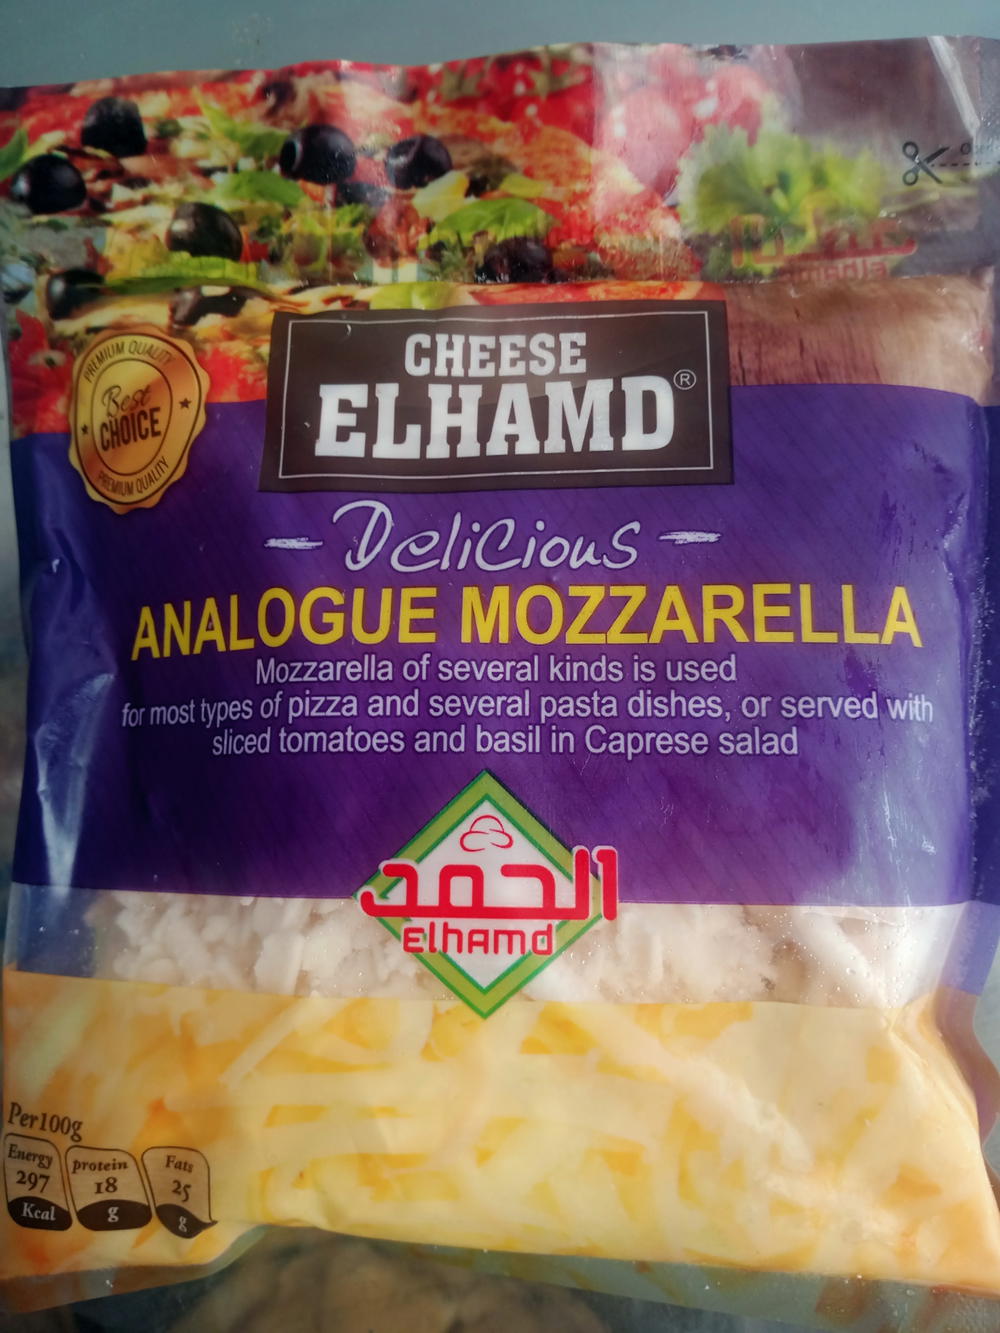 PREMIUM QUALITY
Best
CHOICE
PREMIUM QUALITY
CHEESE
ELHAMD®
Delicious
ANALOGUE MOZZARELLA
Mozzarella of several kinds is used
for most types of pizza and several pasta dishes, or served with
sliced tomatoes and basil in Caprese salad
الحمد
elhamd
Per100g
Energy
297
Kcal
protein
18
g
Fats
25
g